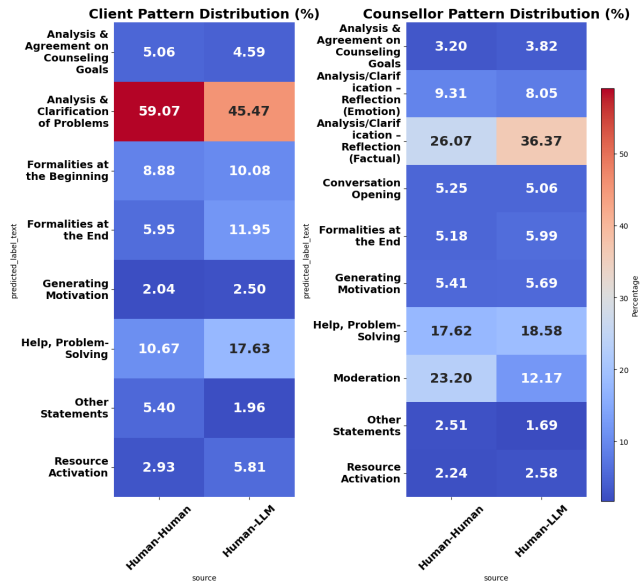 Client Pattern Distribution (%)
predicted_label_text
Analysis &
Agreement on
Counseling
Goals
5.06 4.59
Analysis &
Clarification
of Problems
59.07 45.47
Formalities at
the Beginning
8.88 10.08
Formalities at
the End
5.95 11.95
Generating
Motivation
2.04 2.50
Help, Problem-
Solving
10.67 17.63
Other
Statements
5.40 1.96
Resource
Activation
2.93 5.81
Human-Human
Human-LLM
source
Counsellor Pattern Distribution (%)
predicted_label_text
Analysis &
Agreement on
Counseling
Goals
3.20 3.82
Analysis/Clarif
ication –
Reflection
(Emotion)
9.31 8.05
Analysis/Clarif
ication –
Reflection
(Factual)
26.07 36.37
Conversation
Opening
5.25 5.06
Formalities at
the End
5.18 5.99
Generating
Motivation
5.41 5.69
Help, Problem-
Solving
17.62 18.58
Moderation
23.20 12.17
Other
Statements
2.51 1.69
Resource
Activation
2.24 2.58
Human-Human
Human-LLM
source
50
40
30
20
10
Percentage